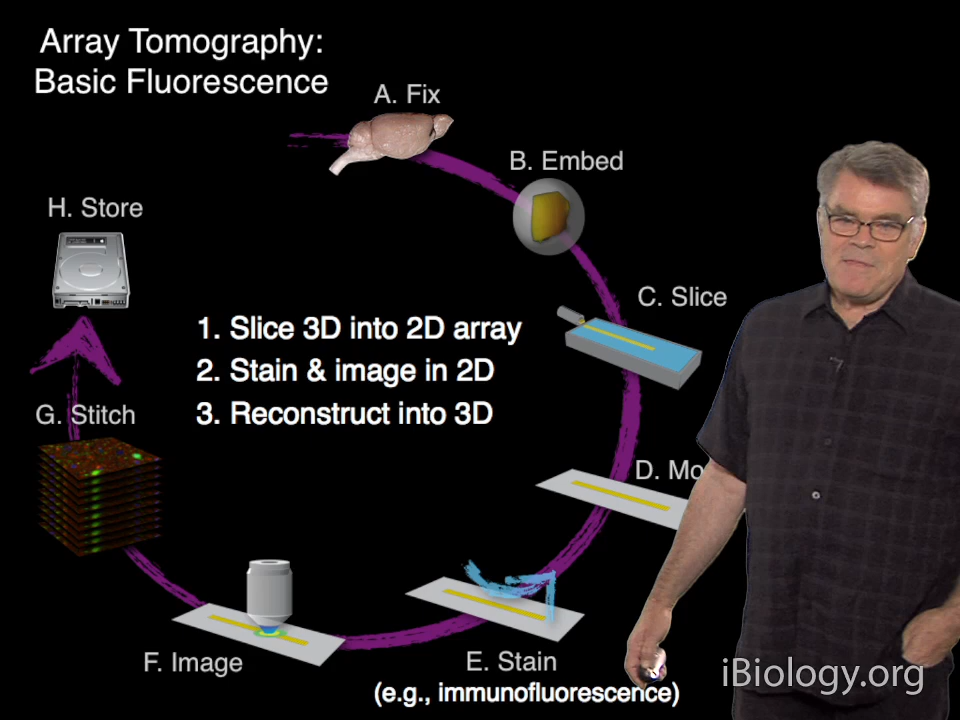 Array Tomography:
Basic Fluorescence
A. Fix
B. Embed
H. Store
C. Slice
1. Slice 3D into 2D array
2. Stain & image in 2D
3. Reconstruct into 3D
G. Stitch
D. Mo
F. Image
E. Stain
(e.g., immunofluorescence)
iBiology.org